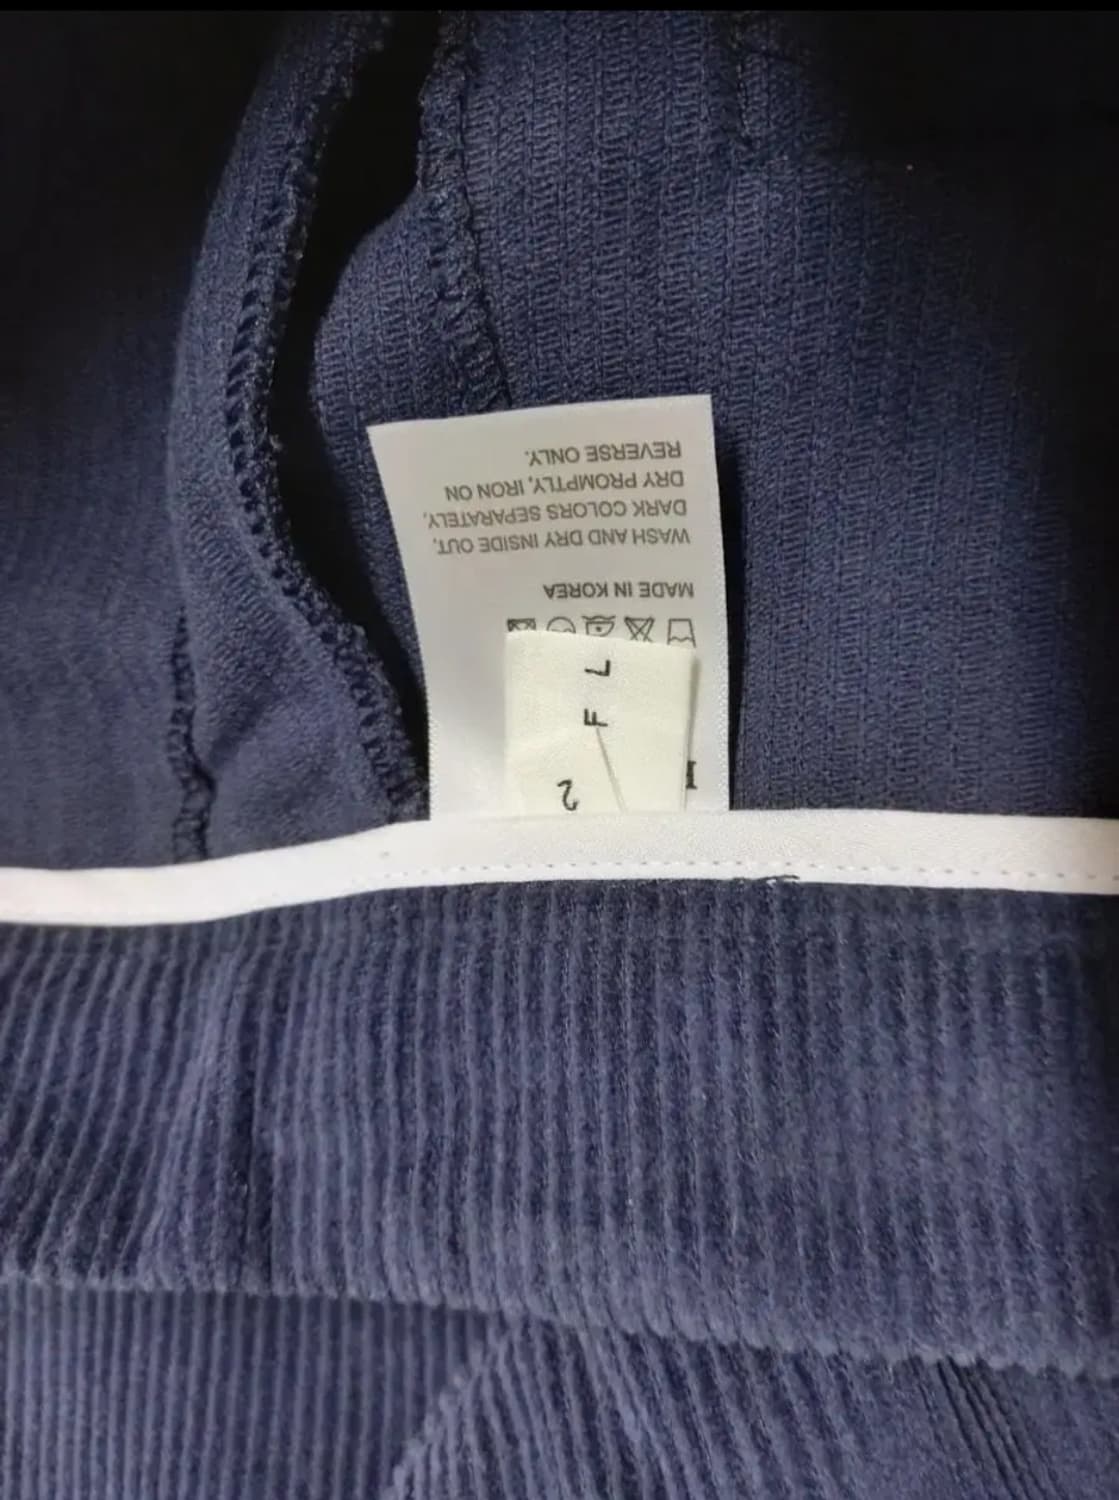 2
F
L
MADE IN KOREA
WASH AND DRY INSIDE OUT,
DARK COLORS SEPARATELY,
DRY PROMPTLY, IRON ON
REVERSE ONLY.